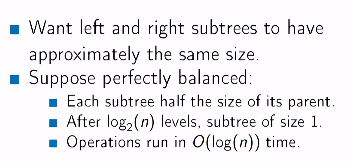 Want left and right subtrees to have
approximately the same size.
Suppose perfectly balanced:
Each subtree half the size of its parent.
After log₂(n) levels, subtree of size 1.
Operations run in O(log(n)) time.